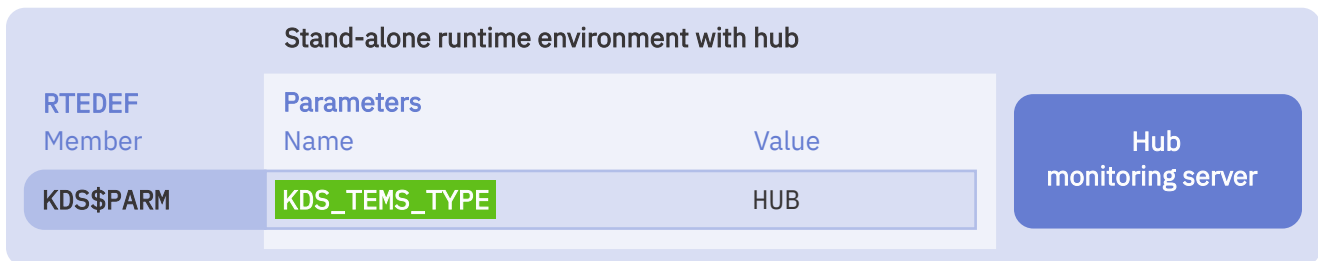 Stand-alone runtime environment with hub
RTEDEF Parameters
Member Name Value
KDS$PARM KDS_TEMS_TYPE HUB
Hub
monitoring server